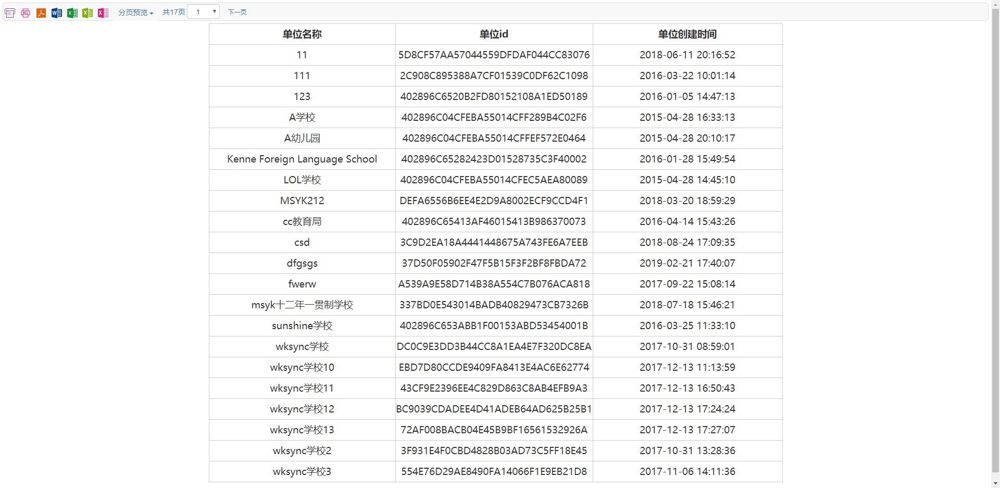 分页预览 共17页 1 下一页
单位名称 单位id 单位创建时间
11 5D8CF57AA57044559DFDAF044CC83076 2018-06-11 20:16:52
111 2C908C895388A7CF01539C0DF62C1098 2016-03-22 10:01:14
123 402896C6520B2FD80152108A1ED50189 2016-01-05 14:47:13
A学校 402896C04CFEBA55014CFF289B4C02F6 2015-04-28 16:33:13
A幼儿园 402896C04CFEBA55014CFFEF572E0464 2015-04-28 20:10:17
Kenne Foreign Language School 402896C65282423D01528735C3F40002 2016-01-28 15:49:54
LOL学校 402896C04CFEBA55014CFEC5AEA80089 2015-04-28 14:45:10
MSYK212 DEFA6556B6EE4E2D9A8002ECF9CCD4F1 2018-03-20 18:59:29
cc教育局 402896C65413AF46015413B986370073 2016-04-14 15:43:26
csd 3C9D2EA18A4441448675A743FE6A7EEB 2018-08-24 17:09:35
dfgsgs 37D50F05902F47F5B15F3F2BF8FBDA72 2019-02-21 17:40:07
fwerw A539A9E58D714B38A554C7B076ACA818 2017-09-22 15:08:14
msyk十二年一贯制学校 337BD0E543014BADB40829473CB7326B 2018-07-18 15:46:21
sunshine学校 402896C653ABB1F00153ABD53454001B 2016-03-25 11:33:10
wksync学校 DC0C9E3DD3B44CC8A1EA4E7F320DC8EA 2017-10-31 08:59:01
wksync学校10 EBD7D80CCDE9409FA8413E4AC6E62774 2017-12-13 11:13:59
wksync学校11 43CF9E2396EE4C829D863C8AB4EFB9A3 2017-12-13 16:50:43
wksync学校12 BC9039CDADEE4D41ADEB64AD625B25B1 2017-12-13 17:24:24
wksync学校13 72AF008BACB04E45B9BF16561532926A 2017-12-13 17:27:07
wksync学校2 3F931E4F0CBD4828B03AD73C5FF18E45 2017-10-31 13:28:36
wksync学校3 554E76D29AE8490FA14066F1E9EB21D8 2017-11-06 14:11:36